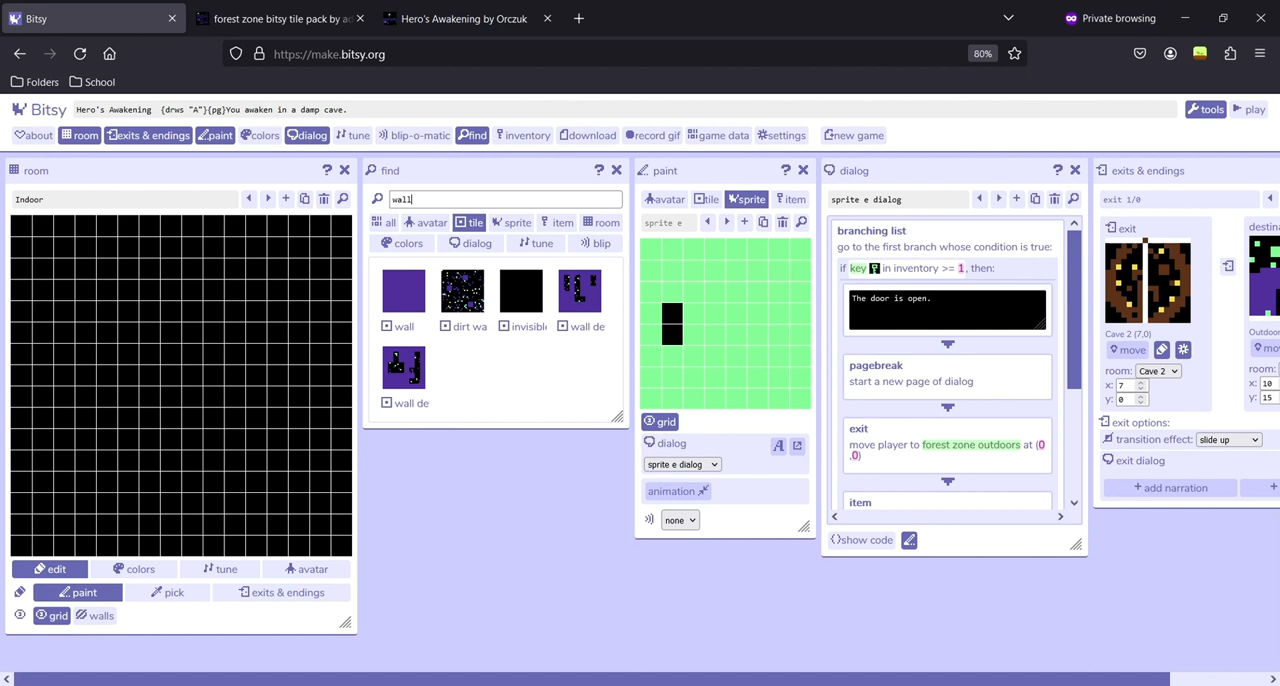 Bitsy
forest zone bitsy tile pack by ad
Hero's Awakening by Orczuk
Private browsing
https://make.bitsy.org
80%
Folders
School
Bitsy
Hero's Awakening {drws "A"}{pg}You awaken in a damp cave.
tools
play
about
room
exits & endings
paint
colors
dialog
tune
blip-o-matic
find
inventory
download
record gif
game data
settings
new game
room
Indoor
edit
colors
tune
avatar
paint
pick
exits & endings
grid
walls
find
wall
all
avatar
tile
sprite
item
room
colors
dialog
tune
blip
wall
dirt wa
invisible
wall de
wall de
paint
avatar
tile
sprite
item
sprite e
grid
dialog
A
sprite e dialog
animation
none
dialog
sprite e dialog
branching list
go to the first branch whose condition is true:
if key in inventory >= 1, then:
The door is open.
pagebreak
start a new page of dialog
exit
move player to forest zone outdoors at (0
,0)
item
show code
exits & endings
exit 1/0
exit
destina
Cave 2 (7,0)
Outdoor
move
mov
room: Cave 2
room:
x: 7
x: 10
y: 0
y: 15
exit options:
transition effect: slide up
exit dialog
+ add narration
+